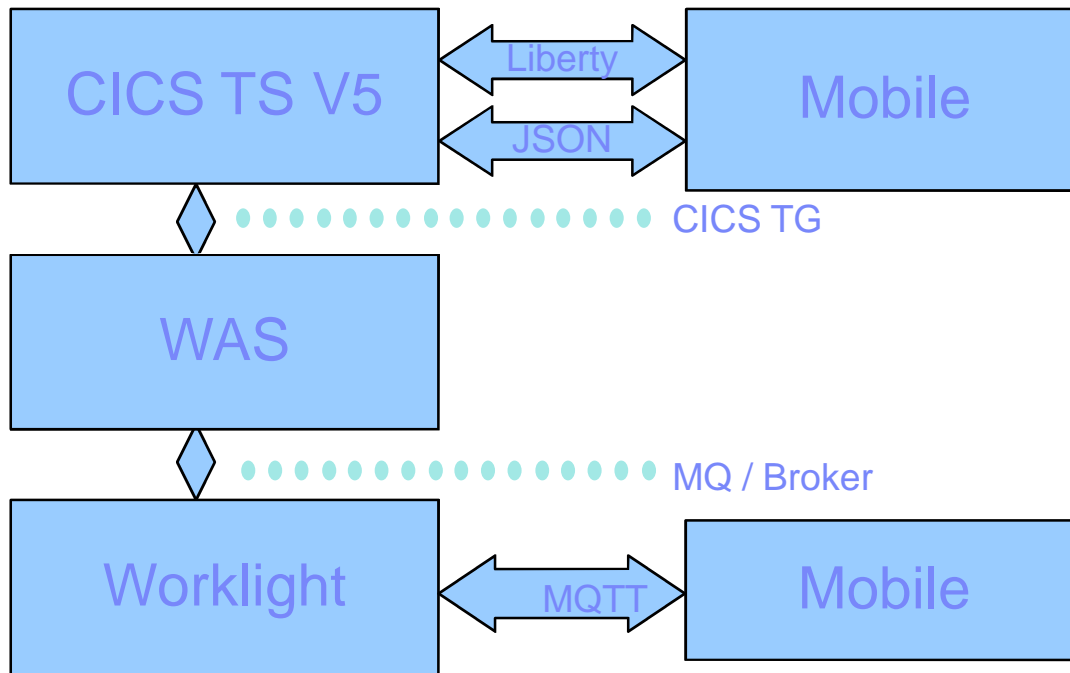 CICS TS V5
Liberty
JSON
Mobile
CICS TG
WAS
MQ / Broker
Worklight
MQTT
Mobile